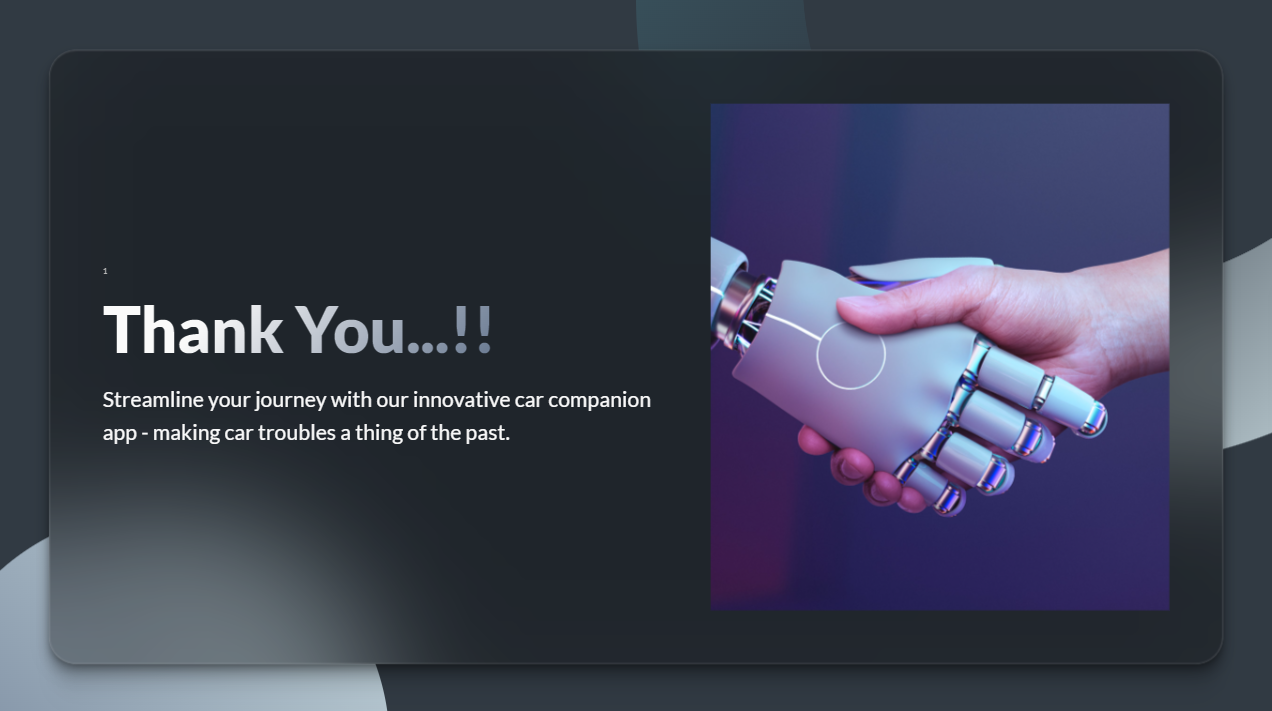 1
Thank You...!!
Streamline your journey with our innovative car companion
app - making car troubles a thing of the past.